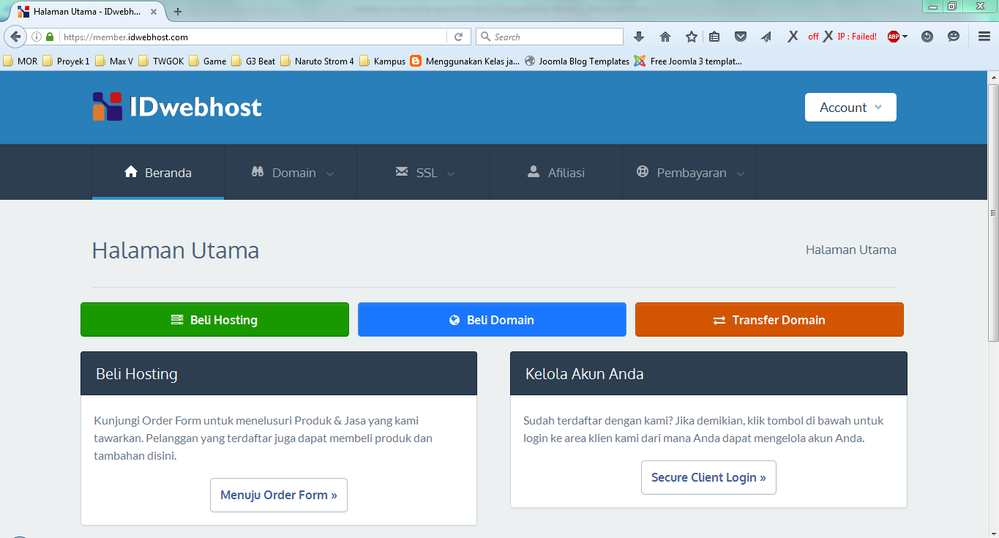 Halaman Utama - IDwebh...
https://member.idwebhost.com
Search
off
IP : Failed!
ABP
MOR
Proyek 1
Max V
TWGOK
Game
G3 Beat
Naruto Strom 4
Kampus
Menggunakan Kelas ja...
Joomla Blog Templates
Free Joomla 3 templat...
IDwebhost
Account
Beranda
Domain
SSL
Afiliasi
Pembayaran
Halaman Utama
Halaman Utama
Beli Hosting
Beli Domain
Transfer Domain
Beli Hosting
Kunjungi Order Form untuk menelusuri Produk & Jasa yang kami
tawarkan. Pelanggan yang terdaftar juga dapat membeli produk dan
tambahan disini.
Menuju Order Form »
Kelola Akun Anda
Sudah terdaftar dengan kami? Jika demikian, klik tombol di bawah untuk
login ke area klien kami dari mana Anda dapat mengelola akun Anda.
Secure Client Login »